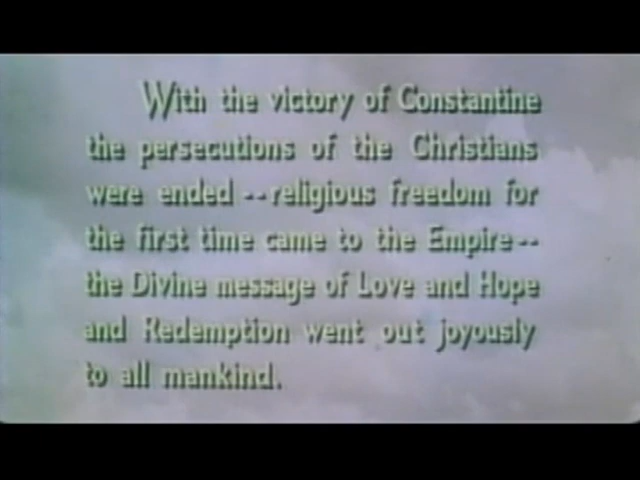 With the victory of Constantine
the persecutions of the Christians
were ended -- religious freedom for
the first time came to the Empire --
the Divine message of Love and Hope
and Redemption went out joyously
to all mankind.